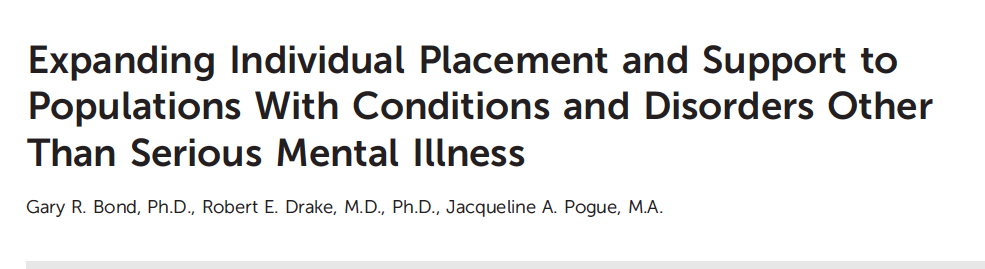 Expanding Individual Placement and Support to
Populations With Conditions and Disorders Other
Than Serious Mental Illness
Gary R. Bond, Ph.D., Robert E. Drake, M.D., Ph.D., Jacqueline A. Pogue, M.A.